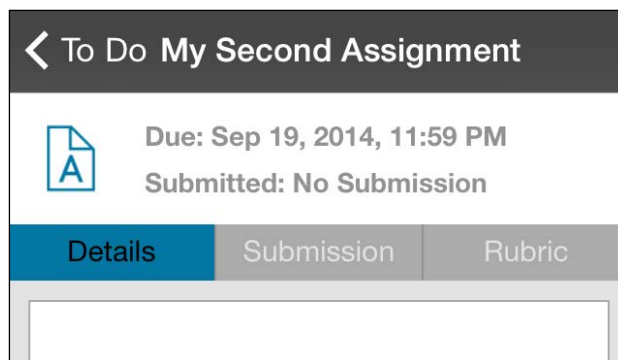 To Do My Second Assignment
Due: Sep 19, 2014, 11:59 PM
A
Submitted: No Submission
Details Submission Rubric